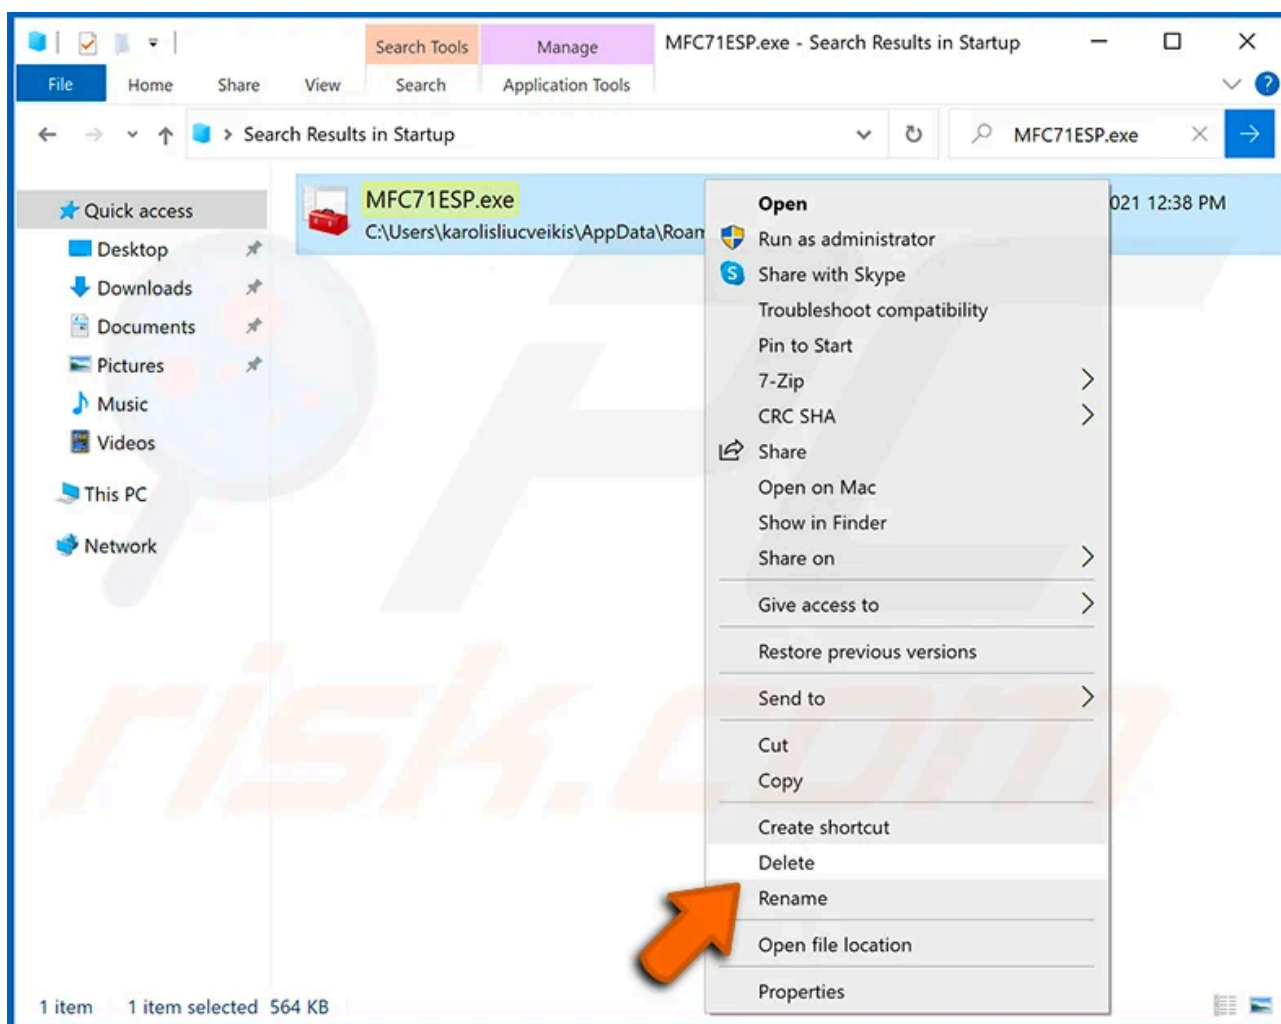 Search Tools
Manage
MFC71ESP.exe - Search Results in Startup
File
Home
Share
View
Search
Application Tools
?
> Search Results in Startup
MFC71ESP.exe
Quick access
Desktop
Downloads
Documents
Pictures
Music
Videos
This PC
Network
MFC71ESP.exe
C:\Users\karolisliucveikis\AppData\Roam
021 12:38 PM
Open
Run as administrator
S Share with Skype
Troubleshoot compatibility
Pin to Start
7-Zip
CRC SHA
Share
Open on Mac
Show in Finder
Share on
Give access to
Restore previous versions
Send to
Cut
Copy
Create shortcut
Delete
Rename
Open file location
Properties
1 item
1 item selected 564 KB
PC
risk.com